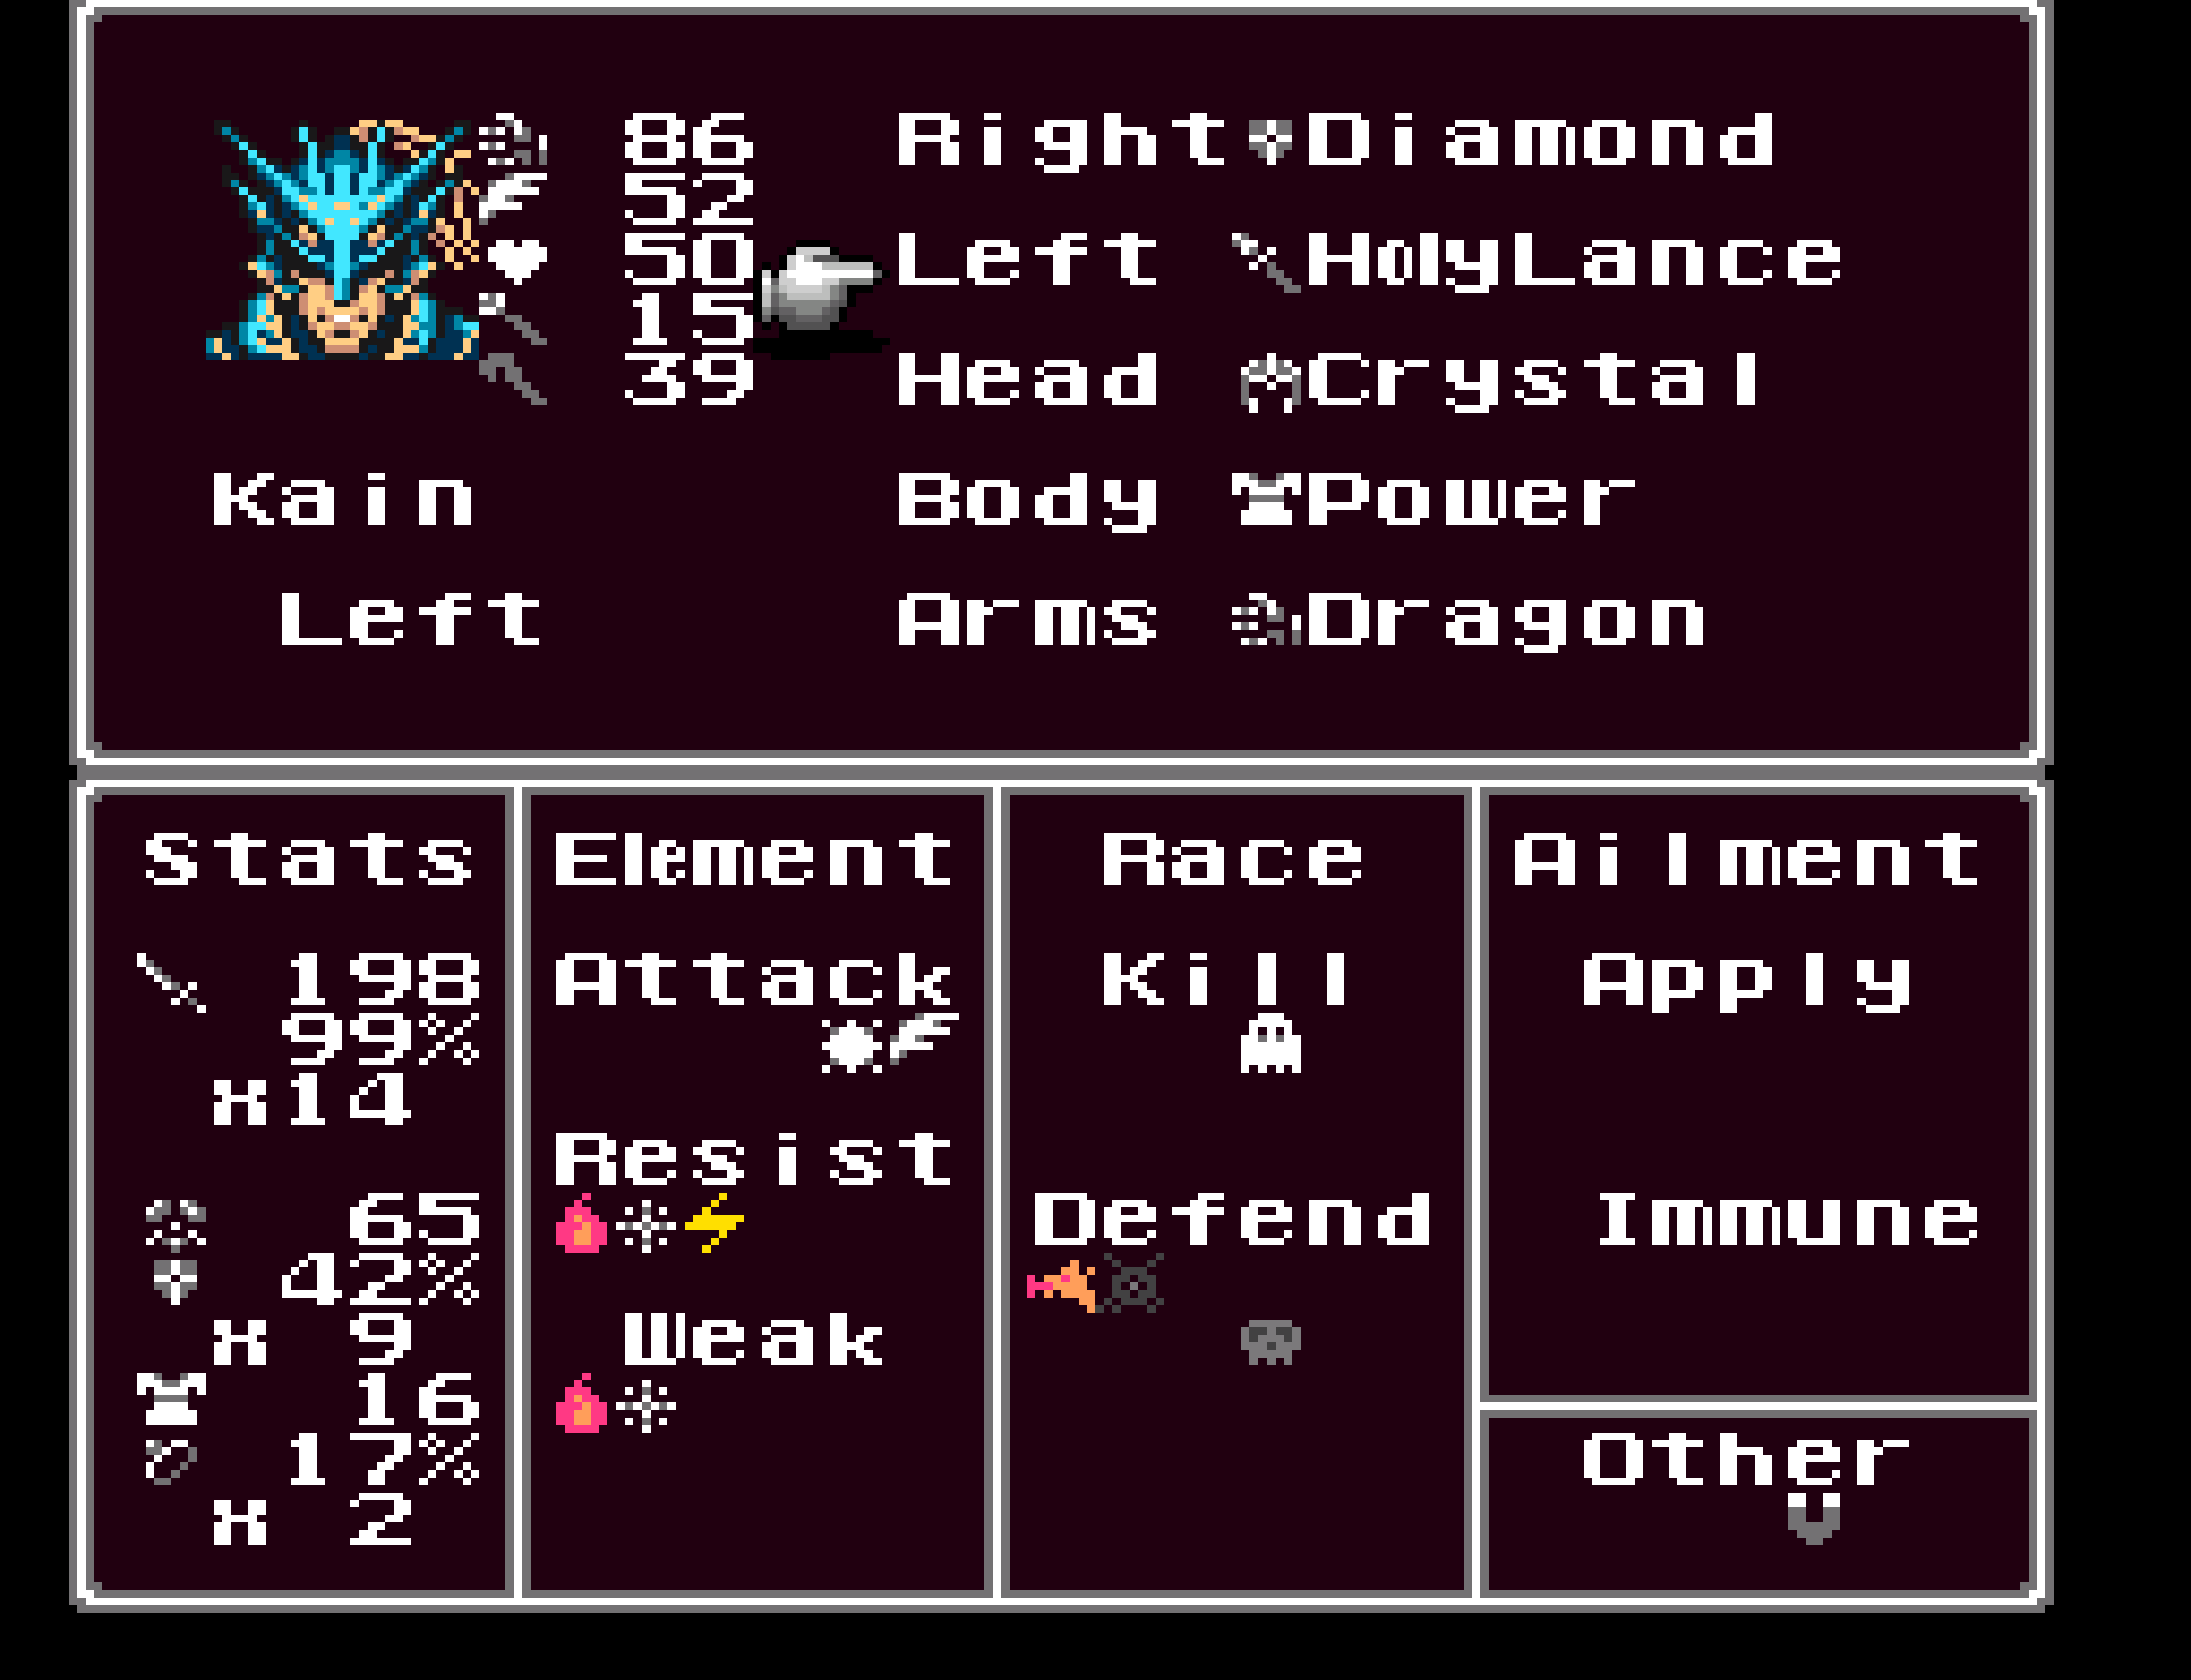 86 Right Diamond
52
50 Left HolyLance
15
39 Head Crystal
Kain Body Power
Left Arms Dragon
Stats Element Race Ailment
198 Attack Kill Apply
99%
x14
Resist
65 Defend Immune
42%
x 9 Weak
16
17% Other
x 2